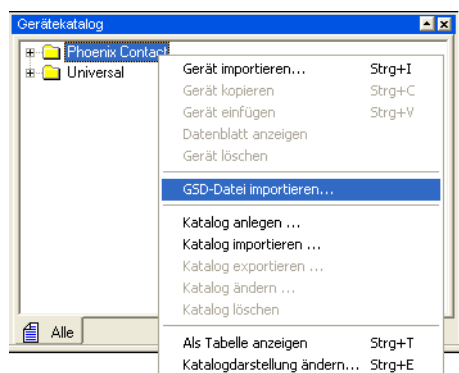 Gerätekatalog
Phoenix Contact
Universal
Gerät importieren... Strg+I
Gerät kopieren Strg+C
Gerät einfügen Strg+V
Datenblatt anzeigen
Gerät löschen
GSD-Datei importieren...
Katalog anlegen ...
Katalog importieren ...
Katalog exportieren ...
Katalog ändern ...
Katalog löschen
Alle
Als Tabelle anzeigen Strg+T
Katalogdarstellung ändern... Strg+E